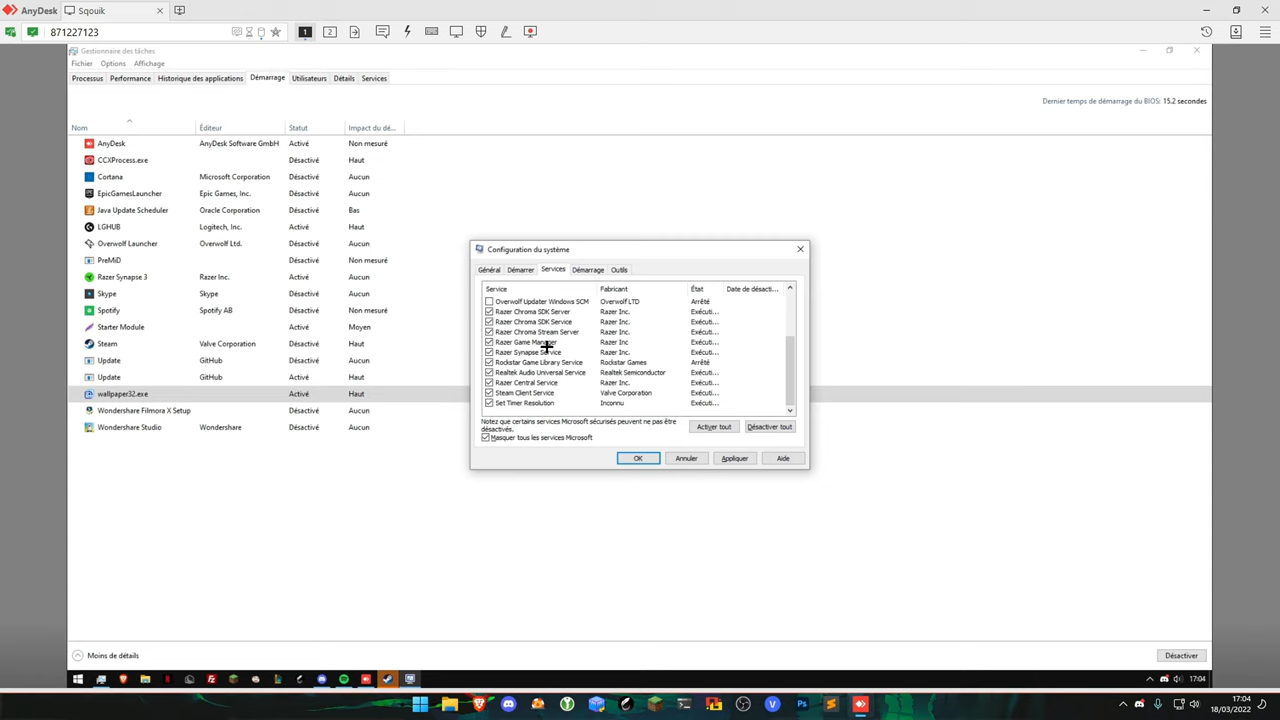 AnyDesk Sqouik
871227123 1 2
Gestionnaire des tâches
Fichier Options Affichage
Processus Performance Historique des applications Démarrage Utilisateurs Détails Services
Dernier temps de démarrage du BIOS: 15.2 secondes
Nom Éditeur Statut Impact du dé...
AnyDesk AnyDesk Software GmbH Activé Non mesuré
CCXProcess.exe Désactivé Haut
Cortana Microsoft Corporation Désactivé Aucun
EpicGamesLauncher Epic Games, Inc. Désactivé Aucun
Java Update Scheduler Oracle Corporation Désactivé Bas
LGHUB Logitech, Inc. Activé Haut
Overwolf Launcher Overwolf Ltd. Désactivé Aucun
PreMiD Désactivé Non mesuré
Razer Synapse 3 Razer Inc. Activé Haut
Skype Skype Désactivé Aucun
Spotify Spotify AB Désactivé Non mesuré
Starter Module Activé Moyen
Steam Valve Corporation Désactivé Haut
Update GitHub Désactivé Aucun
Update GitHub Désactivé Haut
wallpaper32.exe Activé Haut
Wondershare Filmora X Setup Désactivé Aucun
Wondershare Studio Wondershare Désactivé Aucun
Configuration du système
Général Démarrer Services Démarrage Outils
Service Fabricant État Date de désacti...
Overwolf Updater Windows SCM Overwolf LTD Arrêté
Razer Chroma SDK Server Razer Inc. Exécuti...
Razer Chroma SDK Service Razer Inc. Exécuti...
Razer Chroma Stream Server Razer Inc. Exécuti...
Razer Game Manager Razer Inc Exécuti...
Razer Synapse Service Razer Inc. Exécuti...
Rockstar Game Library Service Rockstar Games Arrêté
Realtek Audio Universal Service Realtek Semiconductor Exécuti...
Razer Central Service Razer Inc. Exécuti...
Steam Client Service Valve Corporation Exécuti...
Set Timer Resolution Inconnu Exécuti...
Notez que certains services Microsoft sécurisés peuvent ne pas être
désactivés.
Activer tout Désactiver tout
Masquer tous les services Microsoft
OK Annuler Appliquer Aide
Moins de détails Désactiver
17:04
17:04
18/03/2022